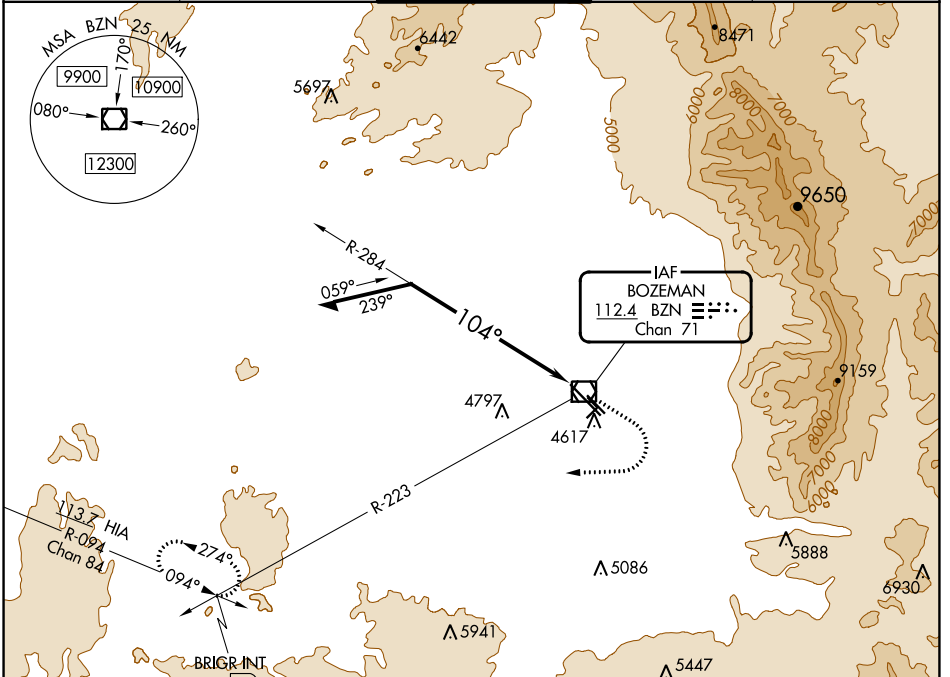 MSA BZN 25 NM
170°
9900
10900
080°
260°
12300
6442
5697
8471
5000
6000
8000
7000
9650
7000
R-284
059°
239°
104°
IAF
BOZEMAN
112.4 BZN
Chan 71
4797
4617
9159
8000
7000
6000
R-223
113.7 HIA
R-094
Chan 84
274°
094°
5888
5086
6930
5941
BRIGR INT
5447